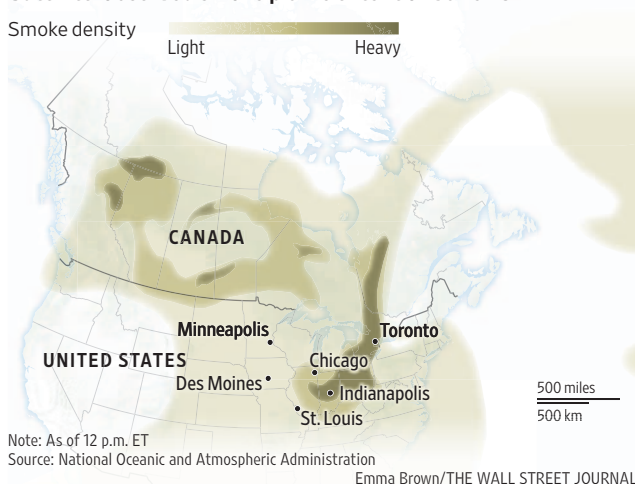 Smoke density
Light
Heavy
CANADA
Minneapolis
Toronto
UNITED STATES
Chicago
Des Moines
Indianapolis
500 miles
500 km
St. Louis
Note: As of 12 p.m. ET
Source: National Oceanic and Atmospheric Administration
Emma Brown/THE WALL STREET JOURNAL